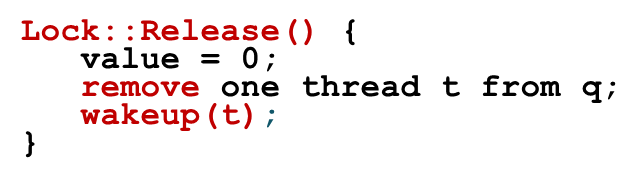 Lock::Release() {
value = 0;
remove one thread t from q;
wakeup(t);
}